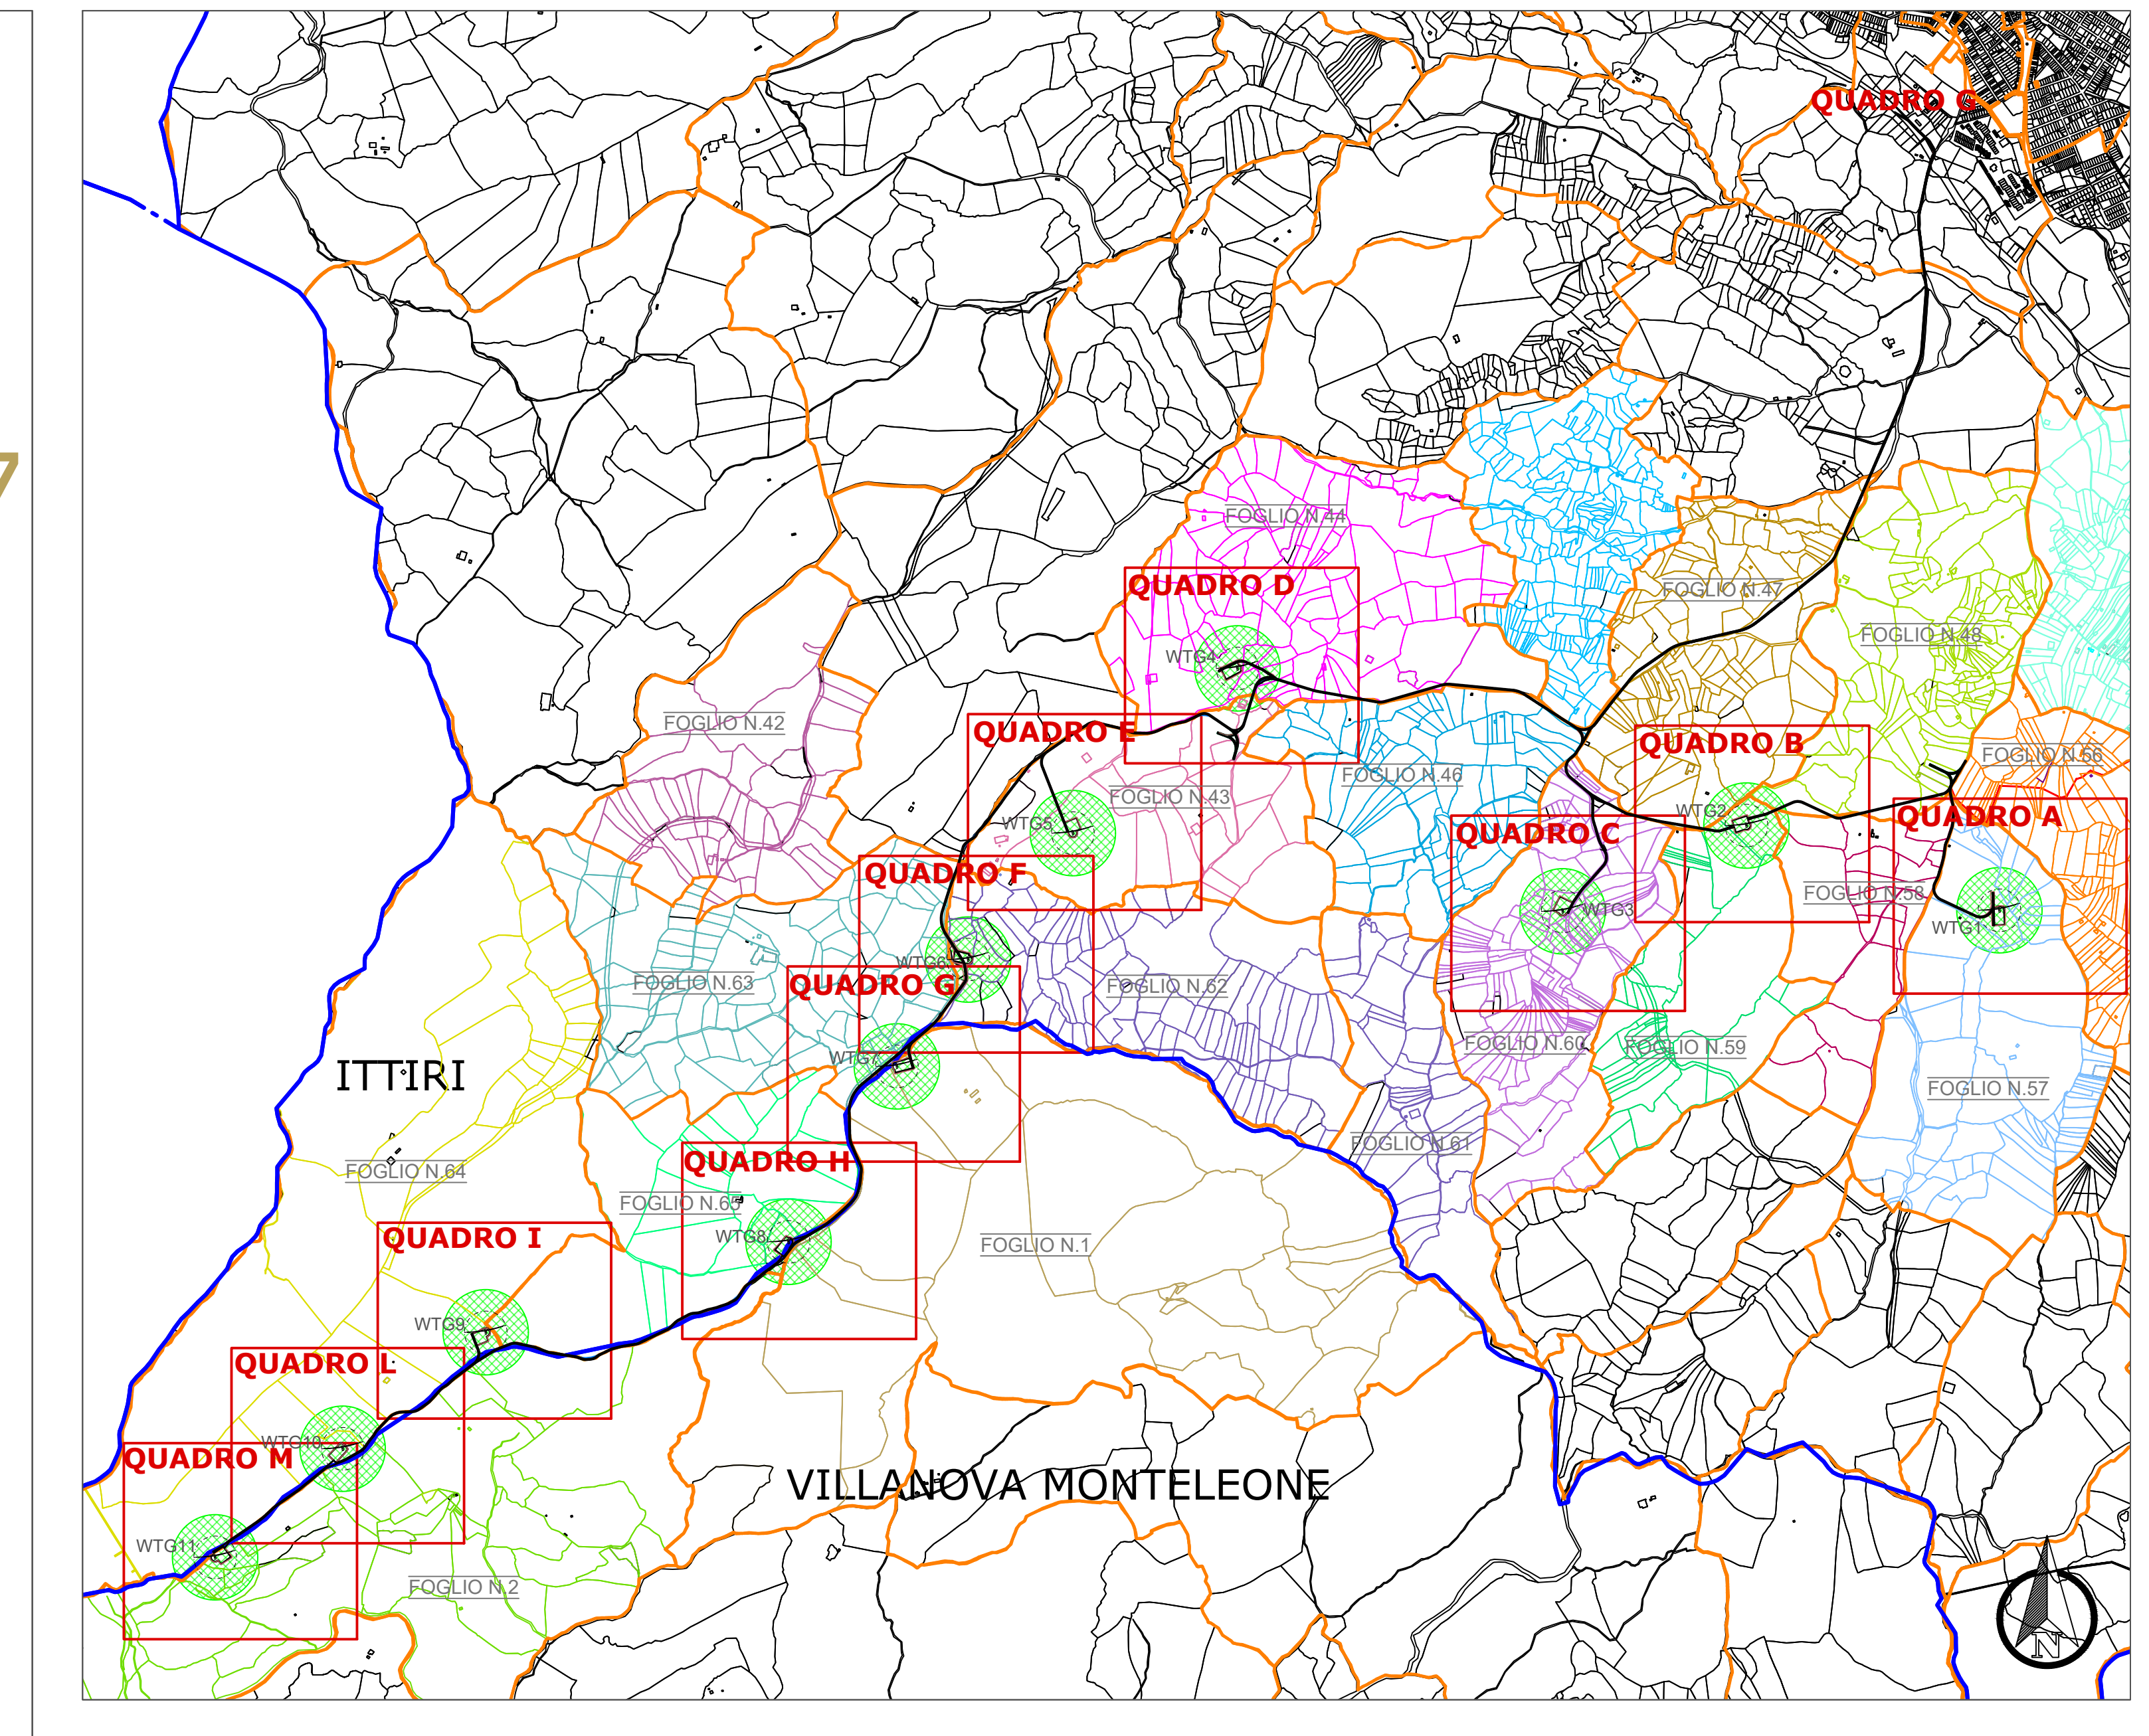 QUADRO G
7
FOGLIO N.44
QUADRO D
FOGLIO N.47
FOGLIO N.48
WTG4
FOGLIO N.42
QUADRO E
QUADRO B
FOGLIO N.56
FOGLIO N.46
FOGLIO N.43
WTG5
WTG2
QUADRO C
QUADRO A
QUADRO F
FOGLIO N.58
WTG3
WTG1
WTG6
FOGLIO N.63
QUADRO G
FOGLIO N.62
FOGLIO N.60
FOGLIO N.59
WTG7
ITTIRI
FOGLIO N.57
FOGLIO N.61
QUADRO H
FOGLIO N.64
FOGLIO N.65
WTG8
QUADRO I
FOGLIO N.1
WTG9
QUADRO L
WTG10
QUADRO M
VILLANOVA MONTELEONE
WTG11
FOGLIO N.2
N